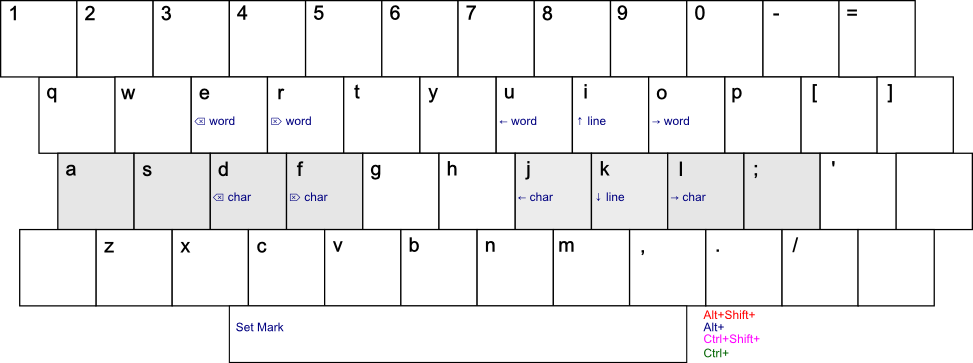 1 2 3 4 5 6 7 8 9 0 - =
q w e r t y u i o p [ ]
⌫ word ⌦ word ← word ↑ line → word
a s d f g h j k l ; '
⌫ char ⌦ char ← char ↓ line → char
z x c v b n m , . /
Set Mark
Alt+Shift+
Alt+
Ctrl+Shift+
Ctrl+